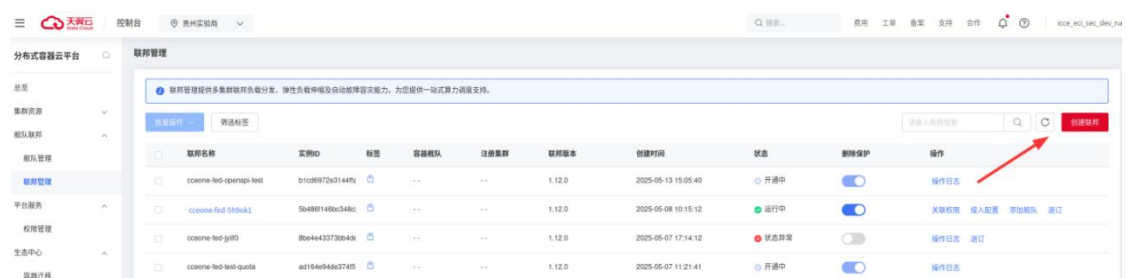 天翼云 控制台 贵州实验局 搜索... 费用 工单 备案 支持 合作 icce_eci_sec_dev_na
分布式容器云平台
联邦管理
总览
集群资源
舰队联邦
舰队管理
联邦管理
平台服务
权限管理
生态中心
容器迁移
联邦管理提供多集群联邦负载分发、弹性负载伸缩及自动故障容灾能力，为您提供一站式算力调度支持。
批量操作 筛选标签 请输入名称搜索 创建联邦
联邦名称 实例ID 标签 容器舰队 注册集群 联邦版本 创建时间 状态 删除保护 操作
cceone-fed-openapi-test b1cd6972e3144ffc -- -- 1.12.0 2025-05-13 15:05:40 开通中 操作日志
cceone-fed-5h9ok1 5b486f146bc348c -- -- 1.12.0 2025-05-08 10:15:12 运行中 关联权限 接入配置 添加舰队 退订
cceone-fed-jyilf0 8be4e43373bb4de -- -- 1.12.0 2025-05-07 17:14:12 状态异常 操作日志 退订
cceone-fed-test-quota ad164e94de374f5 -- -- 1.12.0 2025-05-07 11:21:41 开通中 操作日志